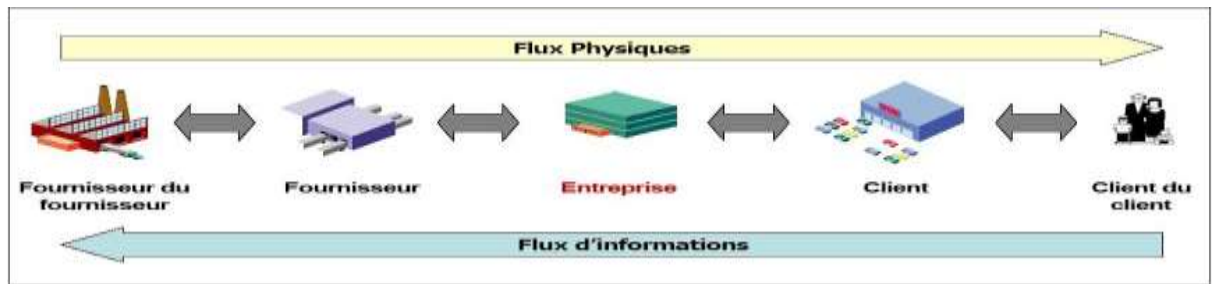 Flux Physiques
Fournisseur du
fournisseur
Fournisseur
Entreprise
Client
Client du
client
Flux d'informations